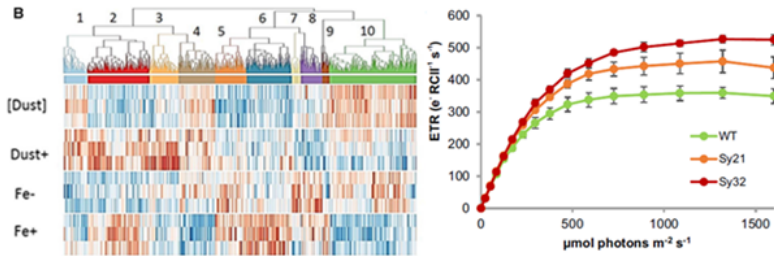 B
1 2 3 4 5 6 7 8 9 10
[Dust]
Dust+
Fe-
Fe+
ETR (e⁻ RCII⁻¹ s⁻¹)
600
500
400
300
200
100
0
WT
Sy21
Sy32
0 500 1000 1500
µmol photons m⁻² s⁻¹